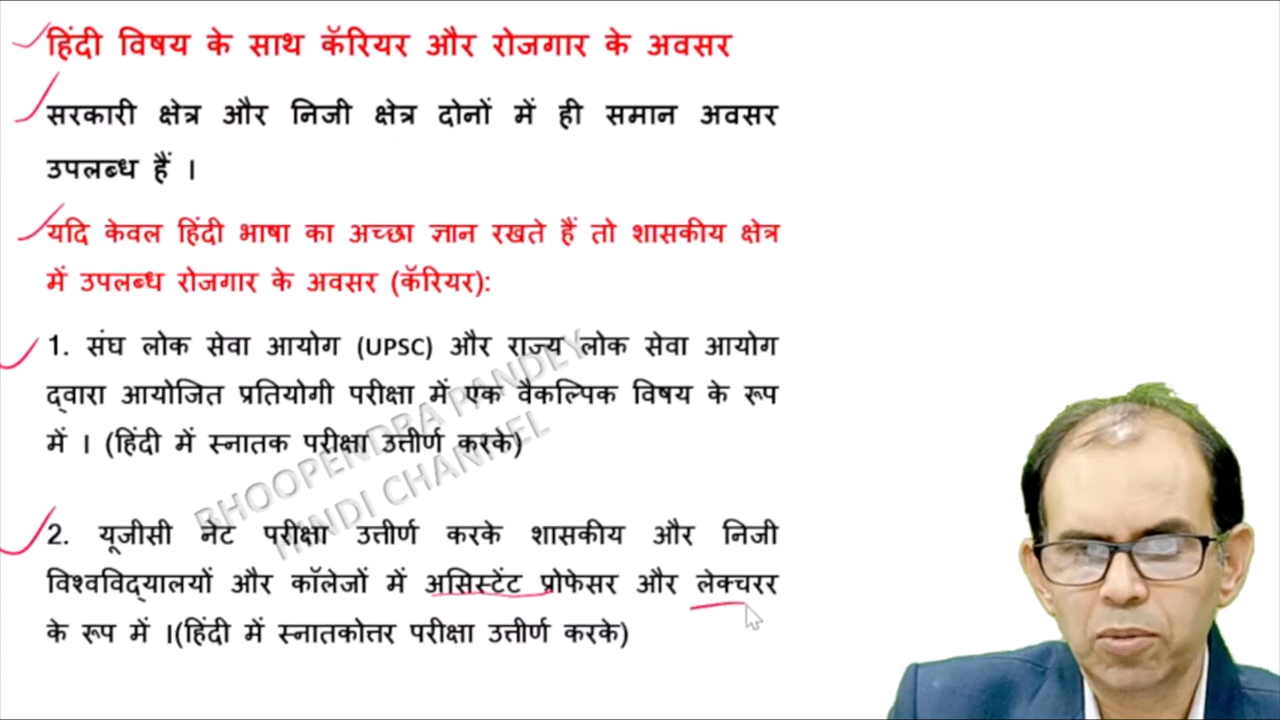 हिंदी विषय के साथ कॅरियर और रोजगार के अवसर
सरकारी क्षेत्र और निजी क्षेत्र दोनों में ही समान अवसर
उपलब्ध हैं ।
यदि केवल हिंदी भाषा का अच्छा ज्ञान रखते हैं तो शासकीय क्षेत्र
में उपलब्ध रोजगार के अवसर (कॅरियर):
1. संघ लोक सेवा आयोग (UPSC) और राज्य लोक सेवा आयोग
द्वारा आयोजित प्रतियोगी परीक्षा में एक वैकल्पिक विषय के रूप
में । (हिंदी में स्नातक परीक्षा उत्तीर्ण करके)
BHOOPENDRA PANDEY
HINDI CHANNEL
2. यूजीसी नेट परीक्षा उत्तीर्ण करके शासकीय और निजी
विश्वविद्यालयों और कॉलेजों में असिस्टेंट प्रोफेसर और लेक्चरर
के रूप में ।(हिंदी में स्नातकोत्तर परीक्षा उत्तीर्ण करके)